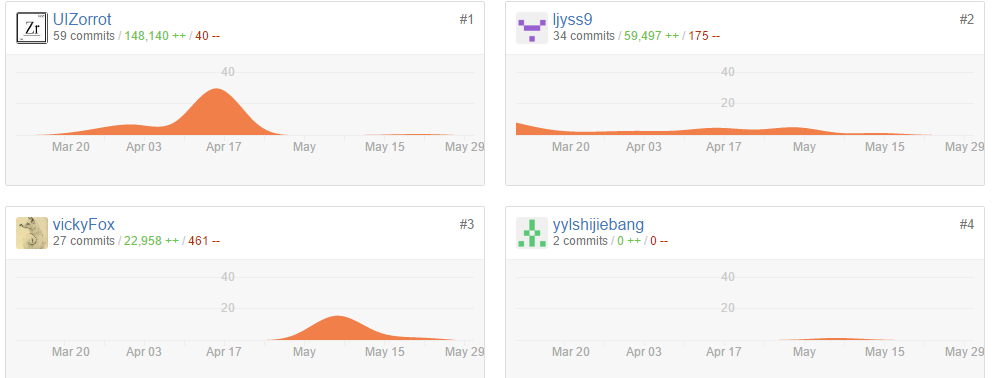 Zr
UIZorrot
#1
59 commits / 148,140 ++ / 40 --
40
Mar 20 Apr 03 Apr 17 May May 15 May 29
ljyss9
#2
34 commits / 59,497 ++ / 175 --
40
20
Mar 20 Apr 03 Apr 17 May May 15 May 29
vickyFox
#3
27 commits / 22,958 ++ / 461 --
40
20
Mar 20 Apr 03 Apr 17 May May 15 May 29
yylshijiebang
#4
2 commits / 0 ++ / 0 --
40
20
Mar 20 Apr 03 Apr 17 May May 15 May 29